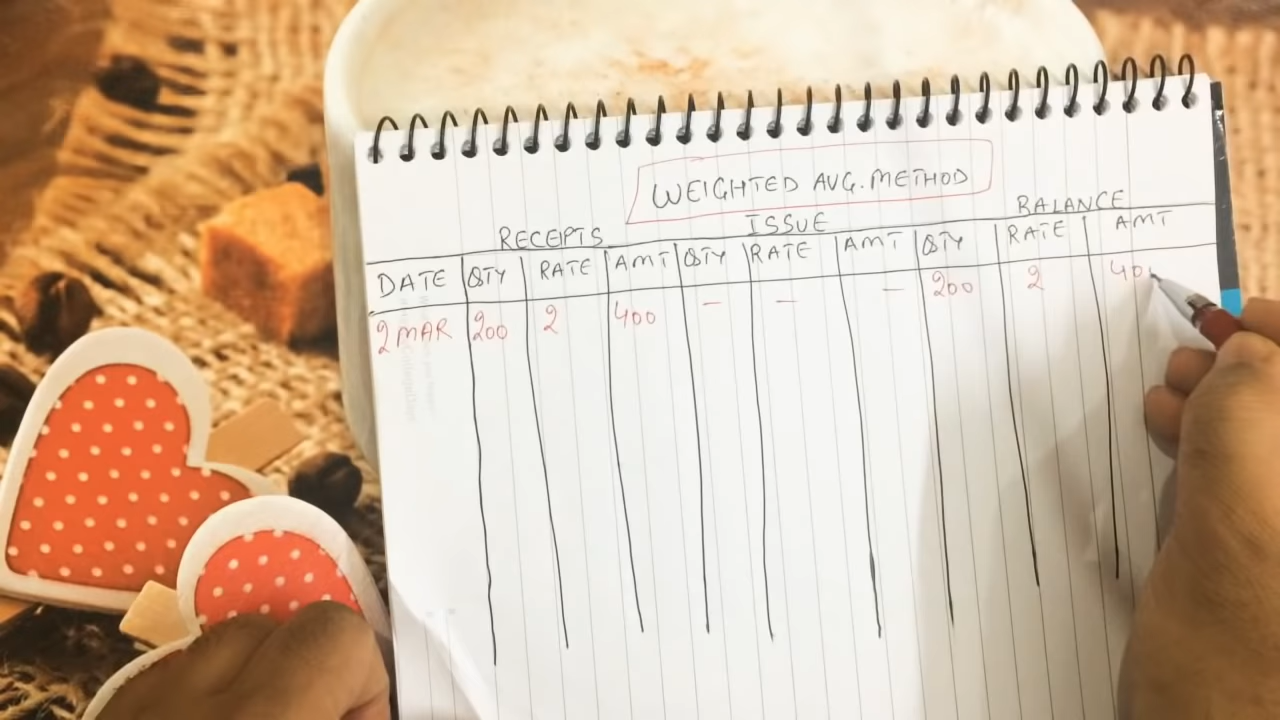 WEIGHTED AVG. METHOD
RECEIPTS ISSUE BALANCE
DATE QTY RATE AMT QTY RATE AMT QTY RATE AMT
2 MAR 200 2 400 — — — 200 2 40